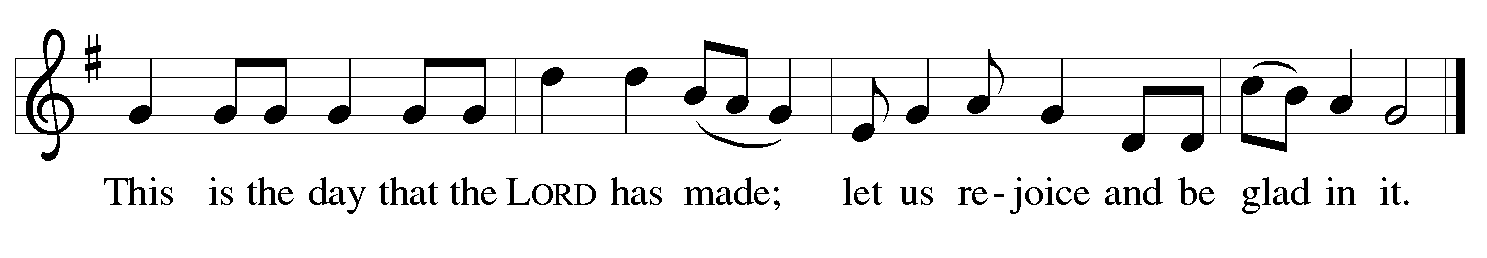 This is the day that the LORD has made; let us re-joice and be glad in it.